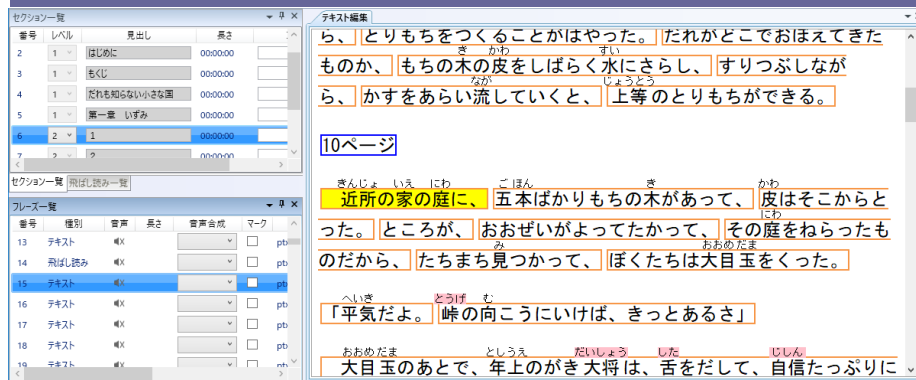 セクション一覧
番号 レベル 見出し 長さ
2 1 はじめに 00:00:00
3 1 もくじ 00:00:00
4 1 だれも知らない小さな国 00:00:00
5 1 第一章 いずみ 00:00:00
6 2 1 00:00:00
7 2 2 00:00:00
セクション一覧 飛ばし読み一覧
フレーズ一覧
番号 種別 音声 長さ 音声合成 マーク
13 テキスト pt
14 飛ばし読み pt
15 テキスト pt
16 テキスト pt
17 テキスト pt
18 テキスト pt
19 テキスト pt
テキスト編集
ら、とりもちをつくることがはやった。だれがどこでおぼえてきた
き かわ すい
ものか、もちの木の皮をしばらく水にさらし、すりつぶしなが
なが じょうとう
ら、かすをあらい流していくと、上等のとりもちができる。
10ページ
きんじょ いえ にわ ごほん き かわ
近所の家の庭に、五本ばかりもちの木があって、皮はそこからと
にわ
った。ところが、おおぜいがよってたかって、その庭をねらったも
み おおめだま
のだから、たちまち見つかって、ぼくたちは大目玉をくった。
へいき とうげ む
「平気だよ。峠の向こうにいけば、きっとあるさ」
おおめだま としうえ だいしょう した じしん
大目玉のあとで、年上のがき大将は、舌をだして、自信たっぷりに